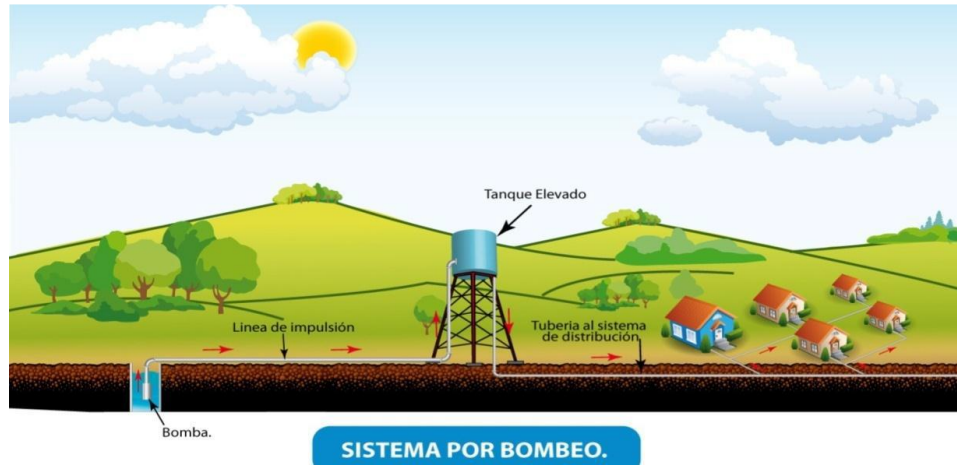 Tanque Elevado
Linea de impulsión
Tuberia al sistema
de distribución
Bomba.
SISTEMA POR BOMBEO.